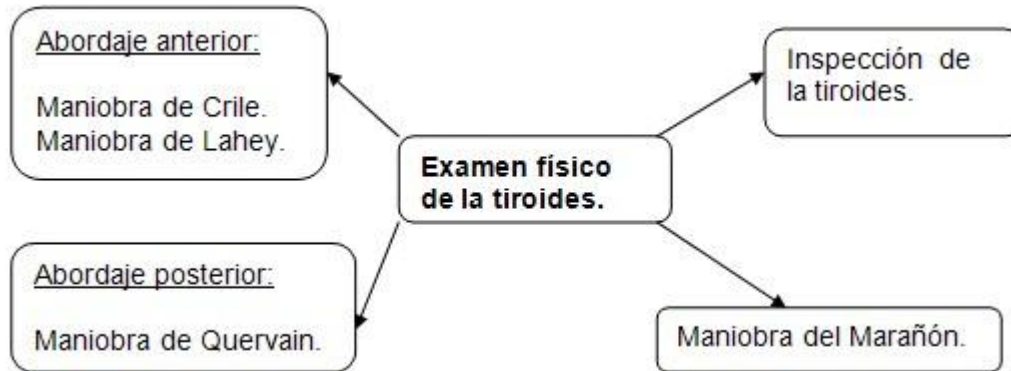 Abordaje anterior:
Maniobra de Crile.
Maniobra de Lahey.
Inspección de
la tiroides.
Examen físico
de la tiroides.
Abordaje posterior:
Maniobra de Quervain.
Maniobra del Marañón.